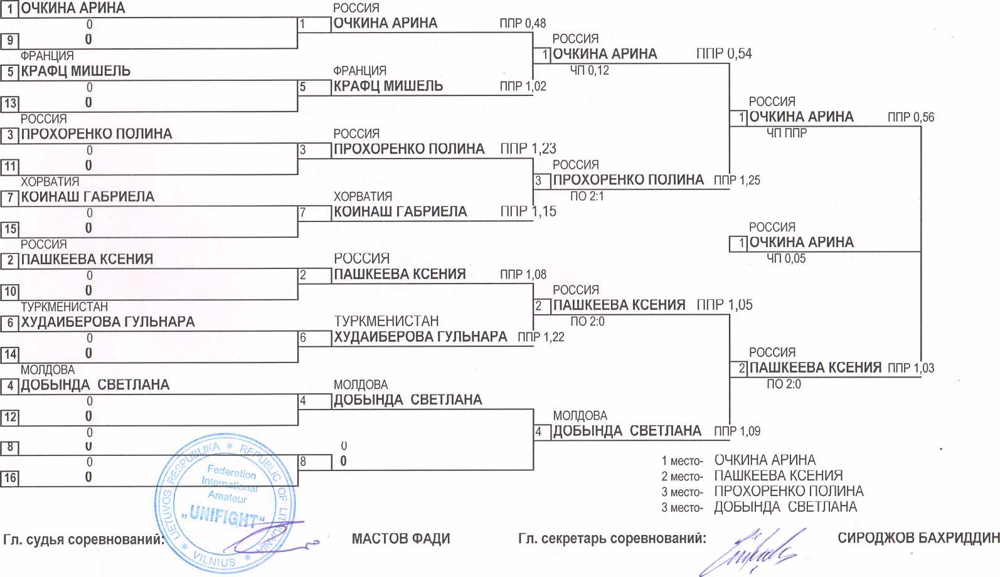 1 ОЧКИНА АРИНА
0
9 0
ФРАНЦИЯ
5 КРАФЦ МИШЕЛЬ
0
13 0
РОССИЯ
3 ПРОХОРЕНКО ПОЛИНА
0
11 0
ХОРВАТИЯ
7 КОИНАШ ГАБРИЕЛА
0
15 0
РОССИЯ
2 ПАШКЕЕВА КСЕНИЯ
0
10 0
ТУРКМЕНИСТАН
6 ХУДАИБЕРОВА ГУЛЬНАРА
0
14 0
МОЛДОВА
4 ДОБЫНДА СВЕТЛАНА
0
12 0
0
8 0
0
16 0
РОССИЯ
1 ОЧКИНА АРИНА ППР 0,48
ФРАНЦИЯ
5 КРАФЦ МИШЕЛЬ ППР 1,02
РОССИЯ
3 ПРОХОРЕНКО ПОЛИНА ППР 1,23
ХОРВАТИЯ
7 КОИНАШ ГАБРИЕЛА ППР 1,15
РОССИЯ
2 ПАШКЕЕВА КСЕНИЯ ППР 1,08
ТУРКМЕНИСТАН
6 ХУДАИБЕРОВА ГУЛЬНАРА ППР 1,22
МОЛДОВА
4 ДОБЫНДА СВЕТЛАНА
0
8 0
РОССИЯ
1 ОЧКИНА АРИНА ППР 0,54
ЧП 0,12
РОССИЯ
3 ПРОХОРЕНКО ПОЛИНА ППР 1,25
ПО 2:1
РОССИЯ
2 ПАШКЕЕВА КСЕНИЯ ППР 1,05
ПО 2:0
МОЛДОВА
4 ДОБЫНДА СВЕТЛАНА ППР 1,09
РОССИЯ
1 ОЧКИНА АРИНА ППР 0,56
ЧП ППР
РОССИЯ
1 ОЧКИНА АРИНА
ЧП 0,05
РОССИЯ
2 ПАШКЕЕВА КСЕНИЯ ППР 1,03
ПО 2:0
1 место- ОЧКИНА АРИНА
2 место- ПАШКЕЕВА КСЕНИЯ
3 место- ПРОХОРЕНКО ПОЛИНА
3 место- ДОБЫНДА СВЕТЛАНА
LIETUVOS RESPUBLIKA * REPUBLIC OF LITHUANIA * VILNIUS *
Federation
International
Amateur
„UNIFIGHT“
Гл. судья соревнований: МАСТОВ ФАДИ Гл. секретарь соревнований: СИРОДЖОВ БАХРИДДИН